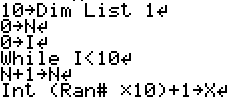 10→Dim List 1↵
0→N↵
0→I↵
While I<10↵
N+1→N↵
Int (Ran# ×10)+1→X↵